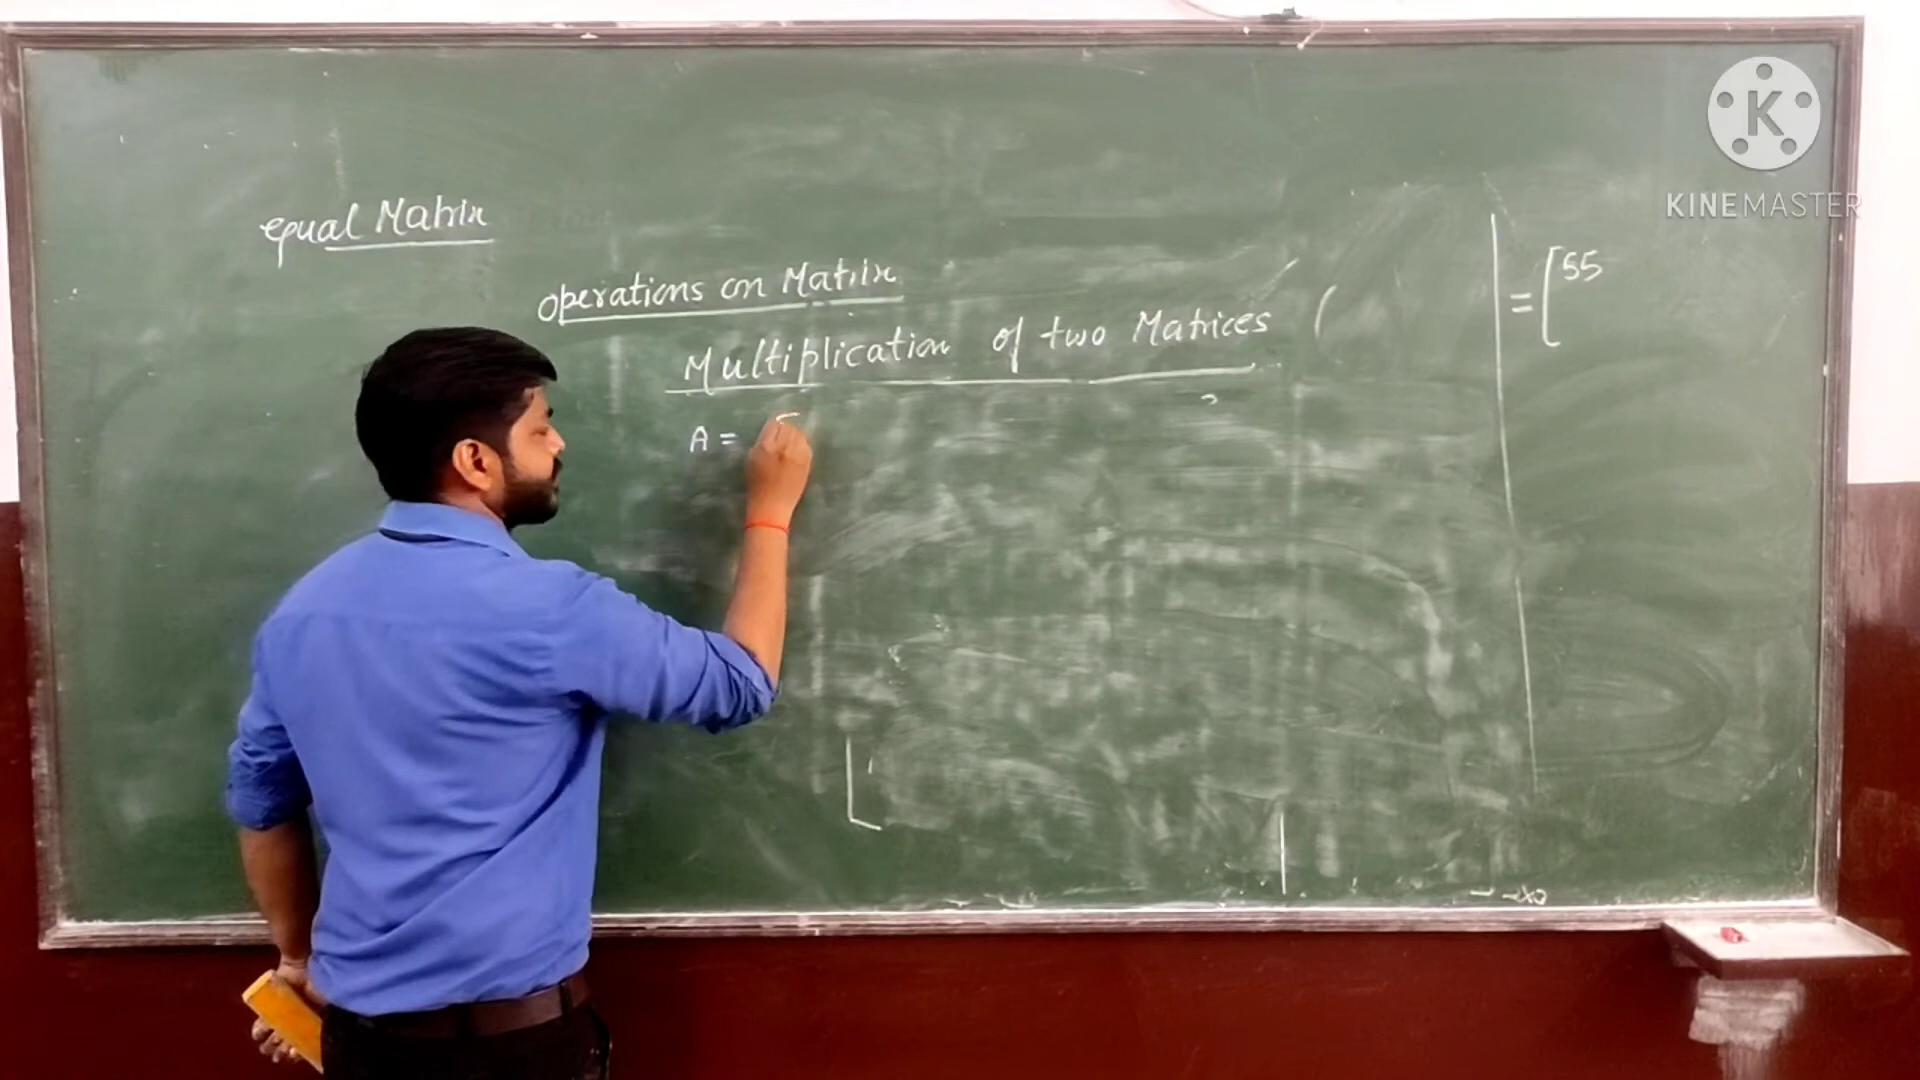 equal Matrix
operations on Matrix
Multiplication of two Matrices (
A = [
= [ 55
K
KINEMASTER